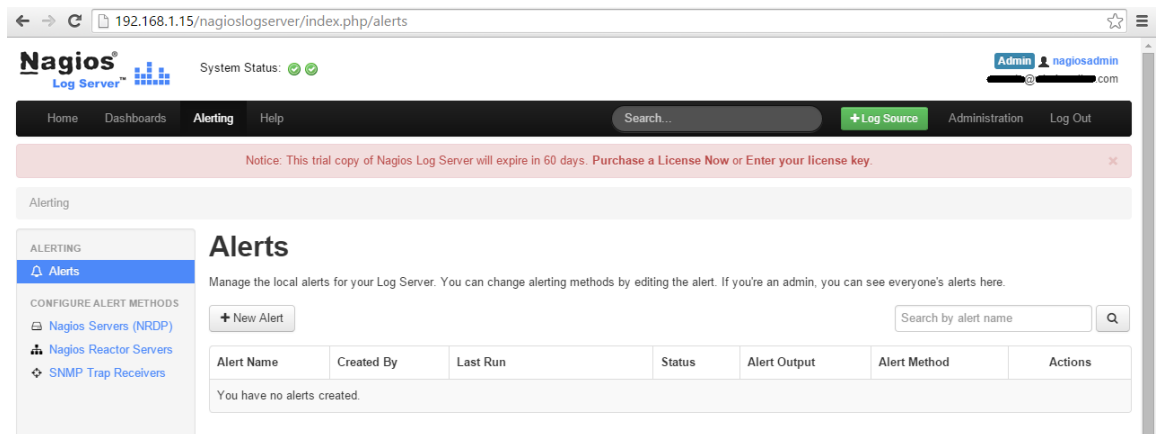 192.168.1.15/nagioslogserver/index.php/alerts
Nagios®
Log Server™
System Status:
Admin nagiosadmin
@ .com
Home Dashboards Alerting Help Search... +Log Source Administration Log Out
Notice: This trial copy of Nagios Log Server will expire in 60 days. Purchase a License Now or Enter your license key. ×
Alerting
ALERTING
Alerts
CONFIGURE ALERT METHODS
Nagios Servers (NRDP)
Nagios Reactor Servers
SNMP Trap Receivers
Alerts
Manage the local alerts for your Log Server. You can change alerting methods by editing the alert. If you're an admin, you can see everyone's alerts here.
+ New Alert Search by alert name
Alert Name Created By Last Run Status Alert Output Alert Method Actions
You have no alerts created.